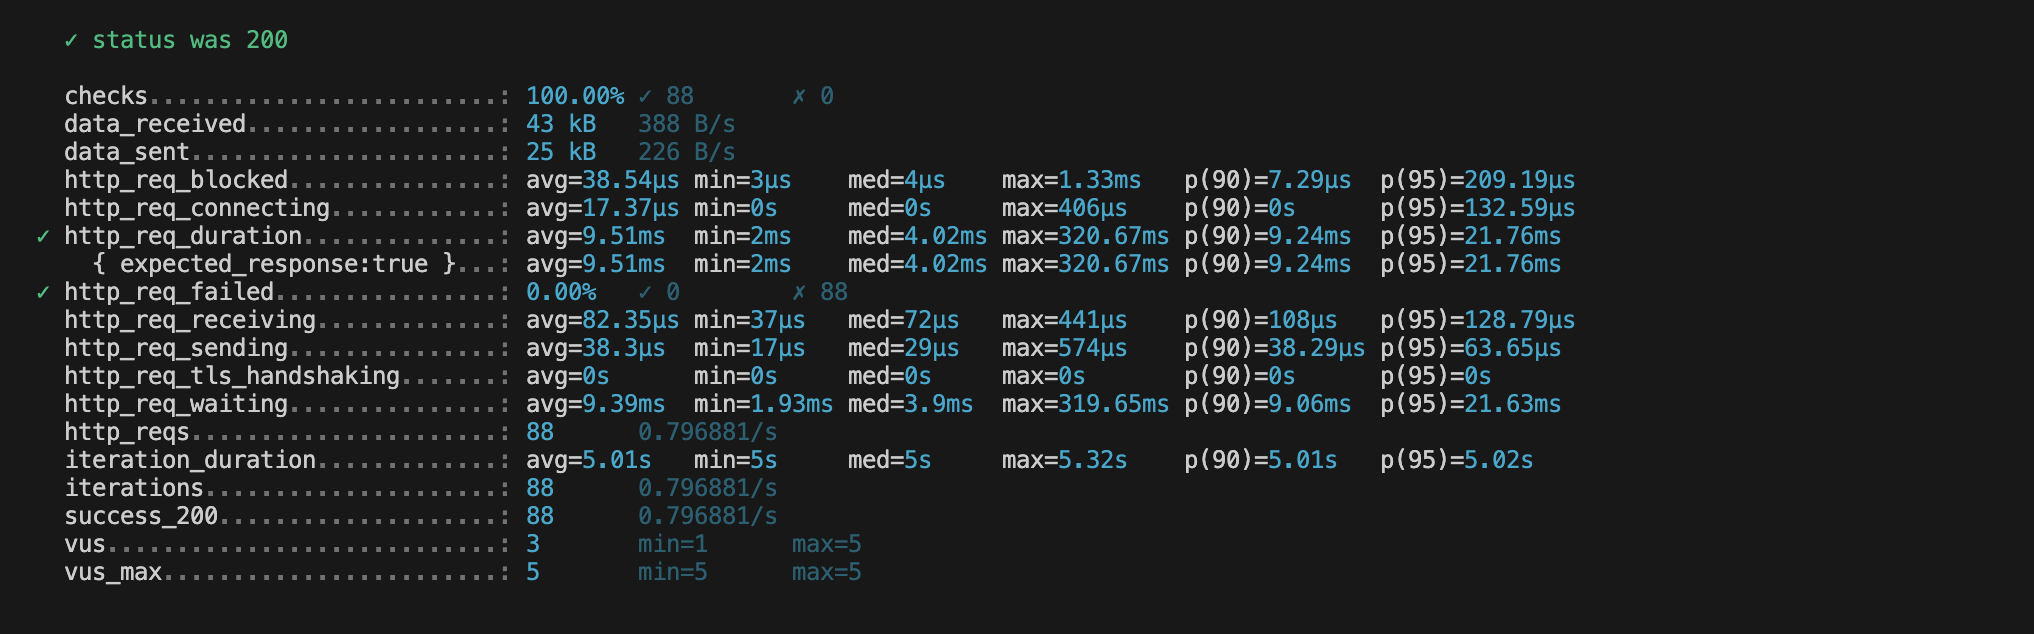 ✓ status was 200
checks.........................: 100.00% ✓ 88 ✗ 0
data_received..................: 43 kB 388 B/s
data_sent......................: 25 kB 226 B/s
http_req_blocked...............: avg=38.54µs min=3µs med=4µs max=1.33ms p(90)=7.29µs p(95)=209.19µs
http_req_connecting............: avg=17.37µs min=0s med=0s max=406µs p(90)=0s p(95)=132.59µs
✓ http_req_duration..............: avg=9.51ms min=2ms med=4.02ms max=320.67ms p(90)=9.24ms p(95)=21.76ms
{ expected_response:true }...: avg=9.51ms min=2ms med=4.02ms max=320.67ms p(90)=9.24ms p(95)=21.76ms
✓ http_req_failed................: 0.00% ✓ 0 ✗ 88
http_req_receiving.............: avg=82.35µs min=37µs med=72µs max=441µs p(90)=108µs p(95)=128.79µs
http_req_sending...............: avg=38.3µs min=17µs med=29µs max=574µs p(90)=38.29µs p(95)=63.65µs
http_req_tls_handshaking.......: avg=0s min=0s med=0s max=0s p(90)=0s p(95)=0s
http_req_waiting...............: avg=9.39ms min=1.93ms med=3.9ms max=319.65ms p(90)=9.06ms p(95)=21.63ms
http_reqs......................: 88 0.796881/s
iteration_duration.............: avg=5.01s min=5s med=5s max=5.32s p(90)=5.01s p(95)=5.02s
iterations.....................: 88 0.796881/s
success_200....................: 88 0.796881/s
vus............................: 3 min=1 max=5
vus_max........................: 5 min=5 max=5